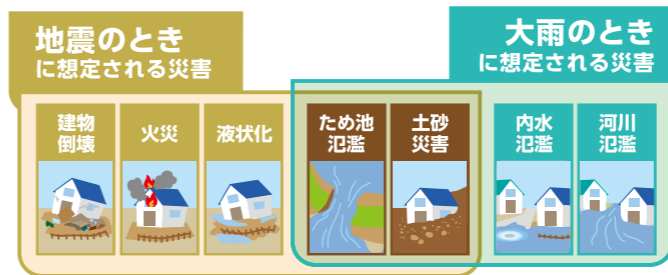 地震のとき
に想定される災害
大雨のとき
に想定される災害
建物
倒壊
火災
液状化
ため池
氾濫
土砂
災害
内水
氾濫
河川
氾濫